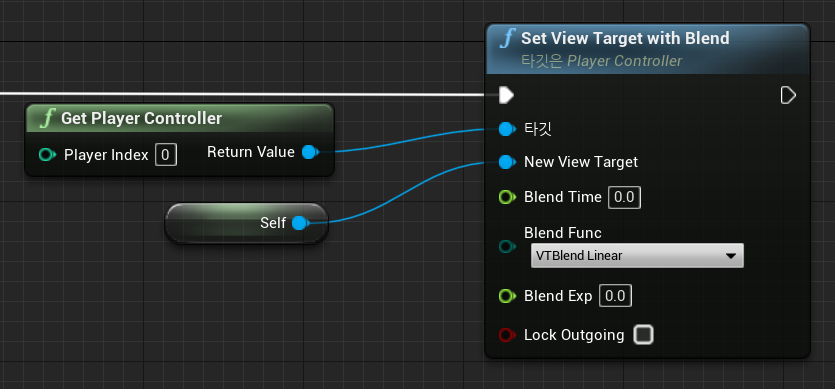 f Set View Target with Blend
타깃은 Player Controller
f Get Player Controller
Player Index 0 Return Value
타깃
Self
New View Target
Blend Time 0.0
Blend Func
VTBlend Linear
Blend Exp 0.0
Lock Outgoing